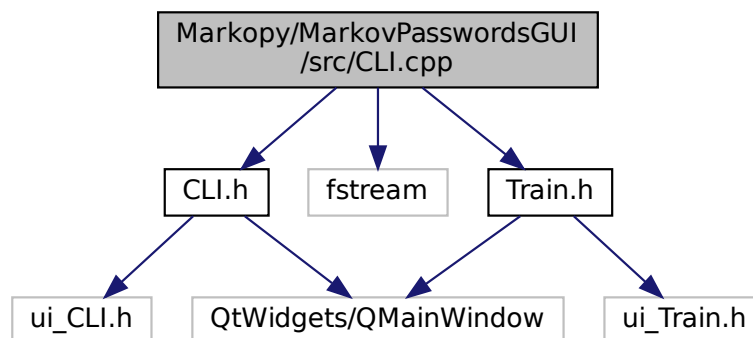 Markopy/MarkovPasswordsGUI
/src/CLI.cpp
CLI.h
fstream
Train.h
ui_CLI.h
QtWidgets/QMainWindow
ui_Train.h